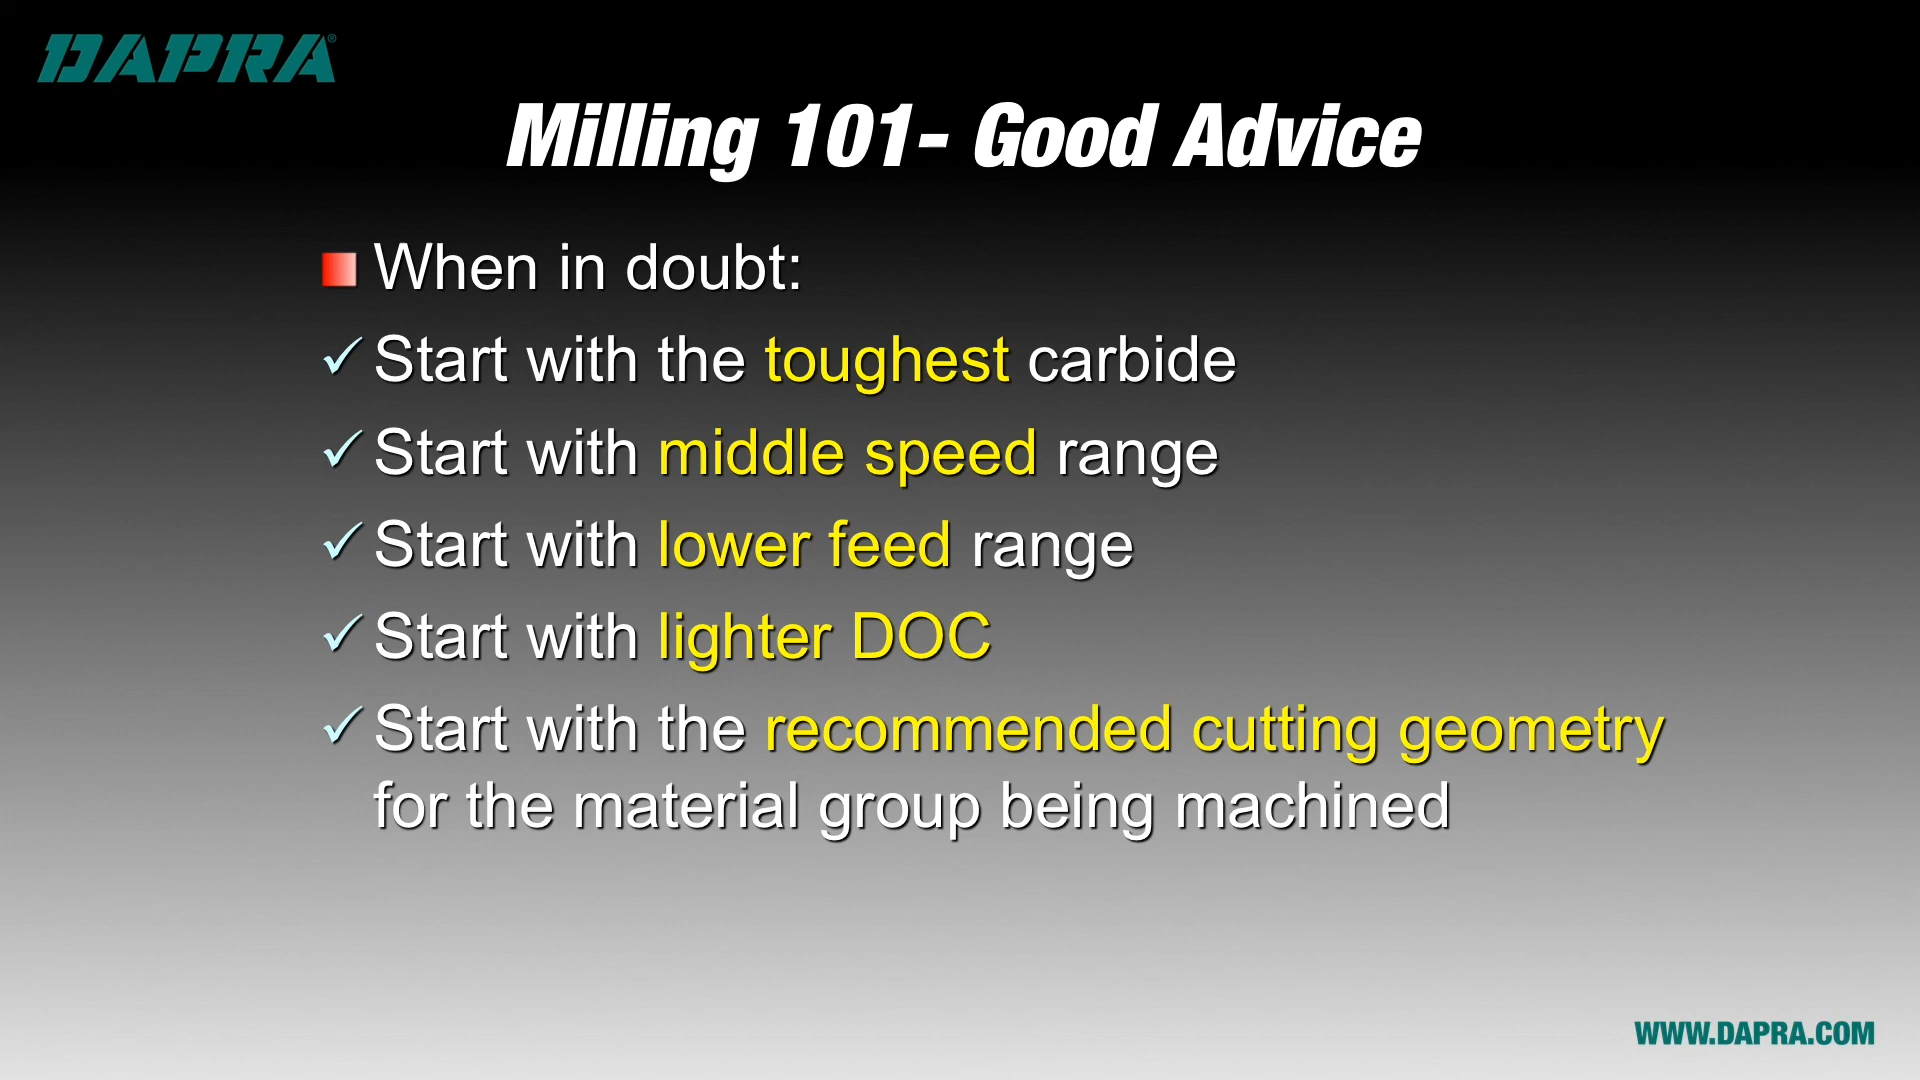 DAPRA®
Milling 101- Good Advice
When in doubt:
Start with the toughest carbide
Start with middle speed range
Start with lower feed range
Start with lighter DOC
Start with the recommended cutting geometry
for the material group being machined
WWW.DAPRA.COM